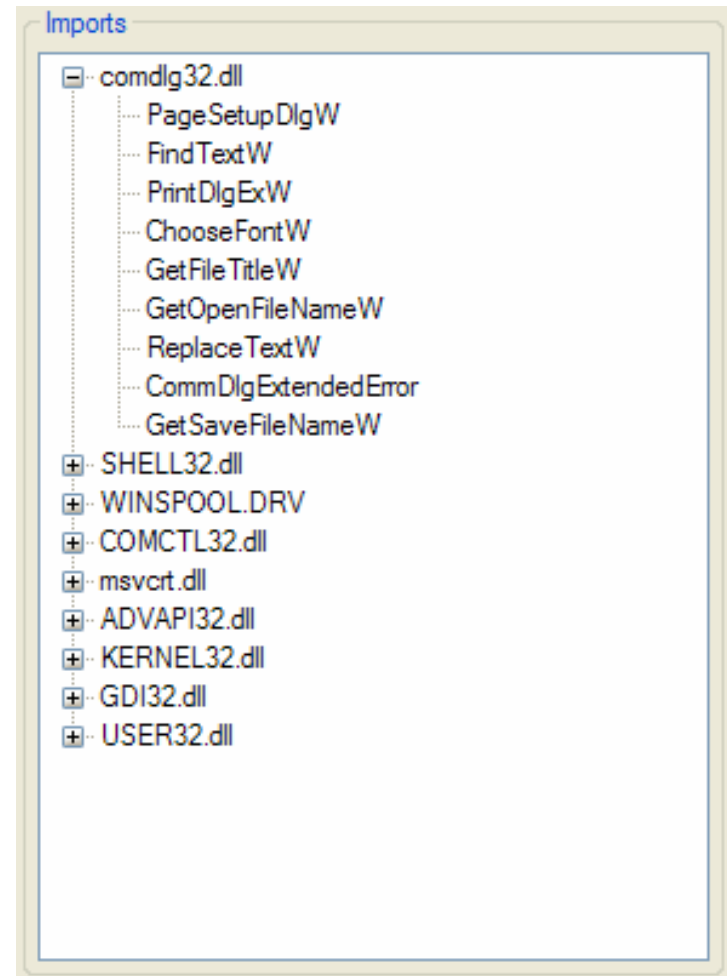 Imports
comdlg32.dll
PageSetupDlgW
FindTextW
PrintDlgExW
ChooseFontW
GetFileTitleW
GetOpenFileNameW
ReplaceTextW
CommDlgExtendedError
GetSaveFileNameW
SHELL32.dll
WINSPOOL.DRV
COMCTL32.dll
msvcrt.dll
ADVAPI32.dll
KERNEL32.dll
GDI32.dll
USER32.dll